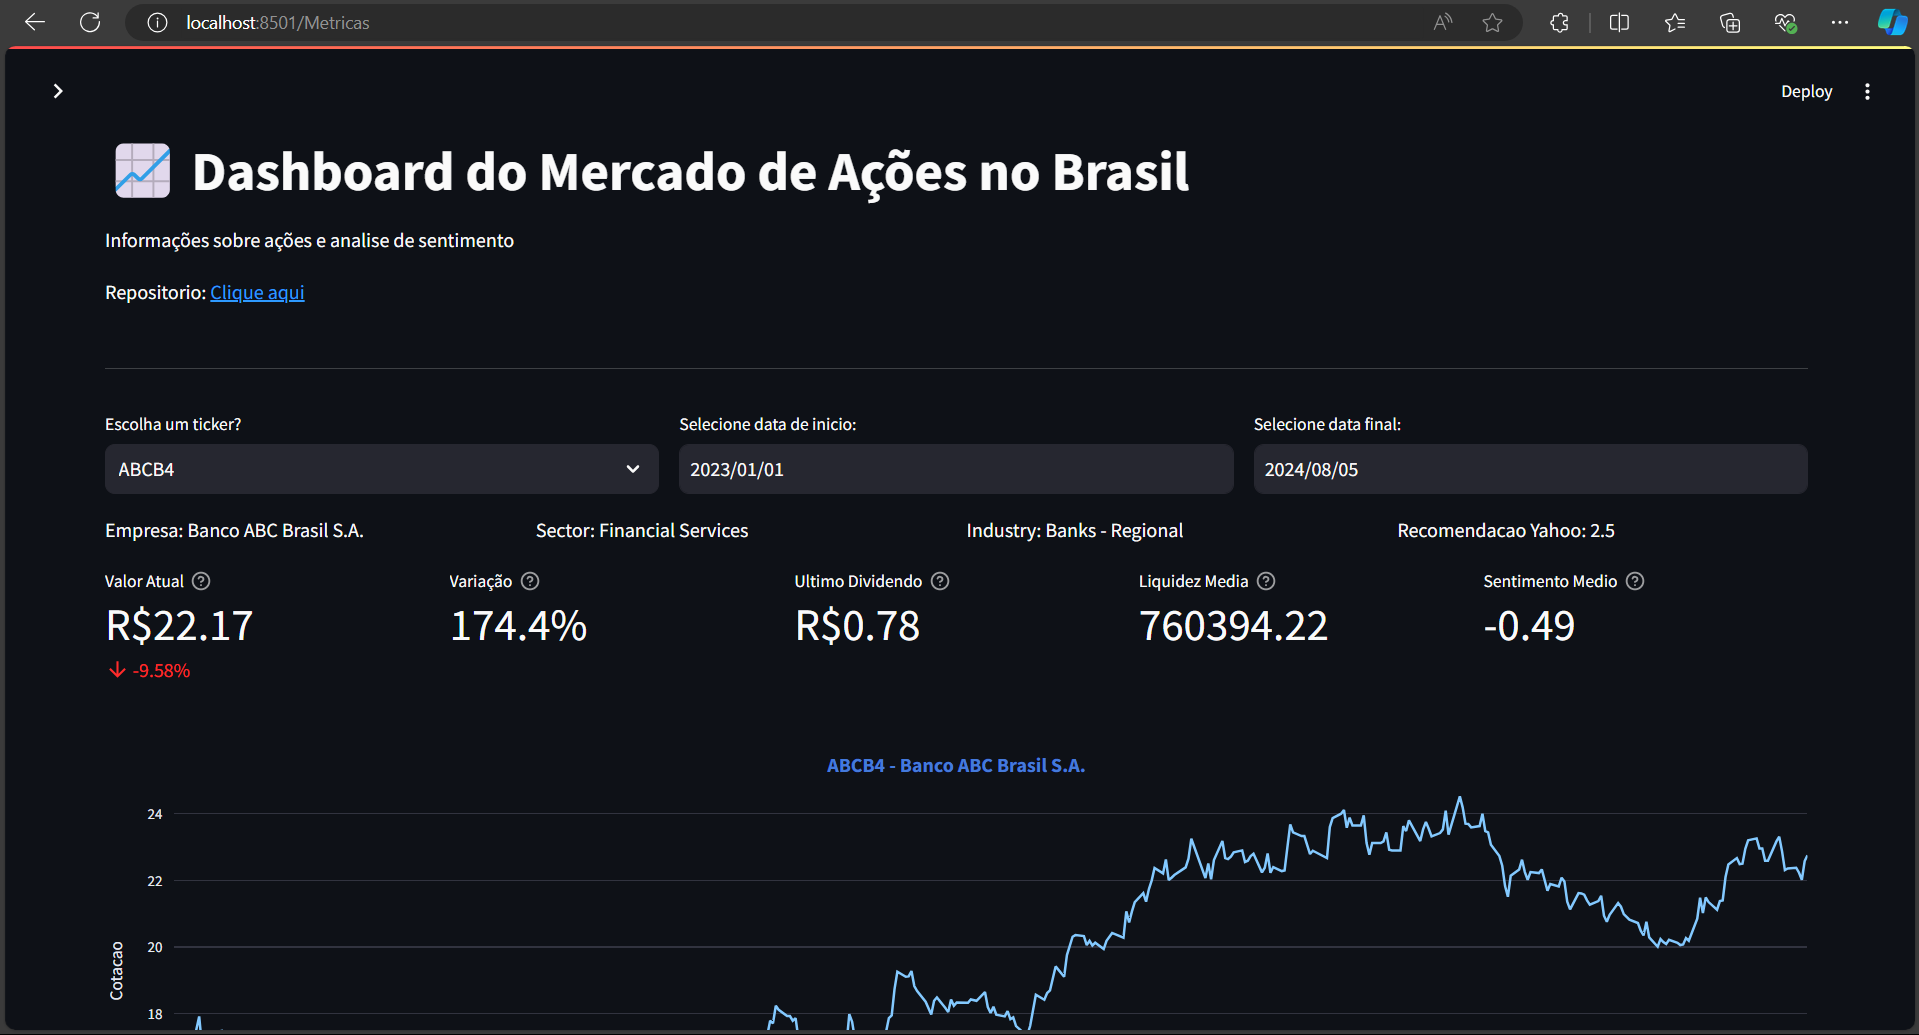 localhost:8501/Metricas
Deploy
Dashboard do Mercado de Ações no Brasil
Informações sobre ações e analise de sentimento
Repositorio: Clique aqui
Escolha um ticker?
Selecione data de inicio:
Selecione data final:
ABCB4
2023/01/01
2024/08/05
Empresa: Banco ABC Brasil S.A.
Sector: Financial Services
Industry: Banks - Regional
Recomendacao Yahoo: 2.5
Valor Atual
Variação
Ultimo Dividendo
Liquidez Media
Sentimento Medio
R$22.17
174.4%
R$0.78
760394.22
-0.49
-9.58%
ABCB4 - Banco ABC Brasil S.A.
24
22
20
Cotacao
18